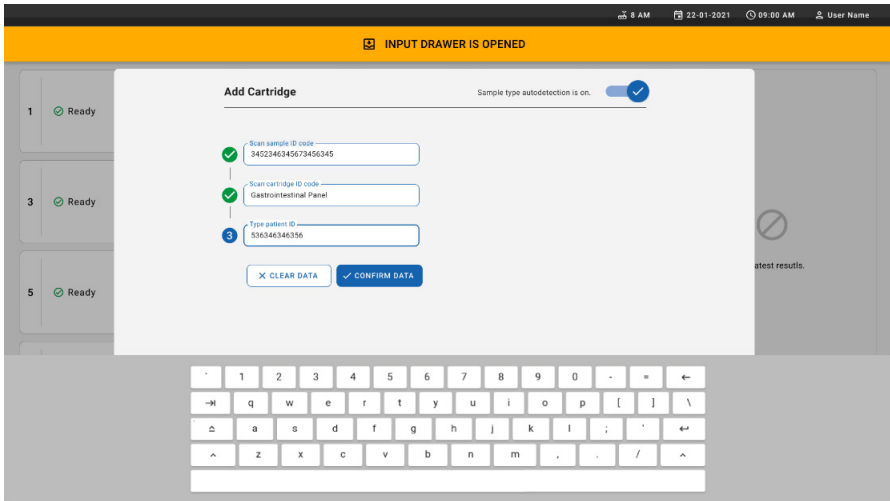 8 AM 22-01-2021 09:00 AM User Name
INPUT DRAWER IS OPENED
Add Cartridge Sample type autodetection is on.
1 Ready
Scan sample ID code
3452346345673456345
Scan cartridge ID code
3 Ready Gastrointestinal Panel
Type patient ID
3 536346346356
atest resutls.
CLEAR DATA CONFIRM DATA
5 Ready
` 1 2 3 4 5 6 7 8 9 0 - =
q w e r t y u i o p [ ] \
a s d f g h j k l ; '
z x c v b n m , . /